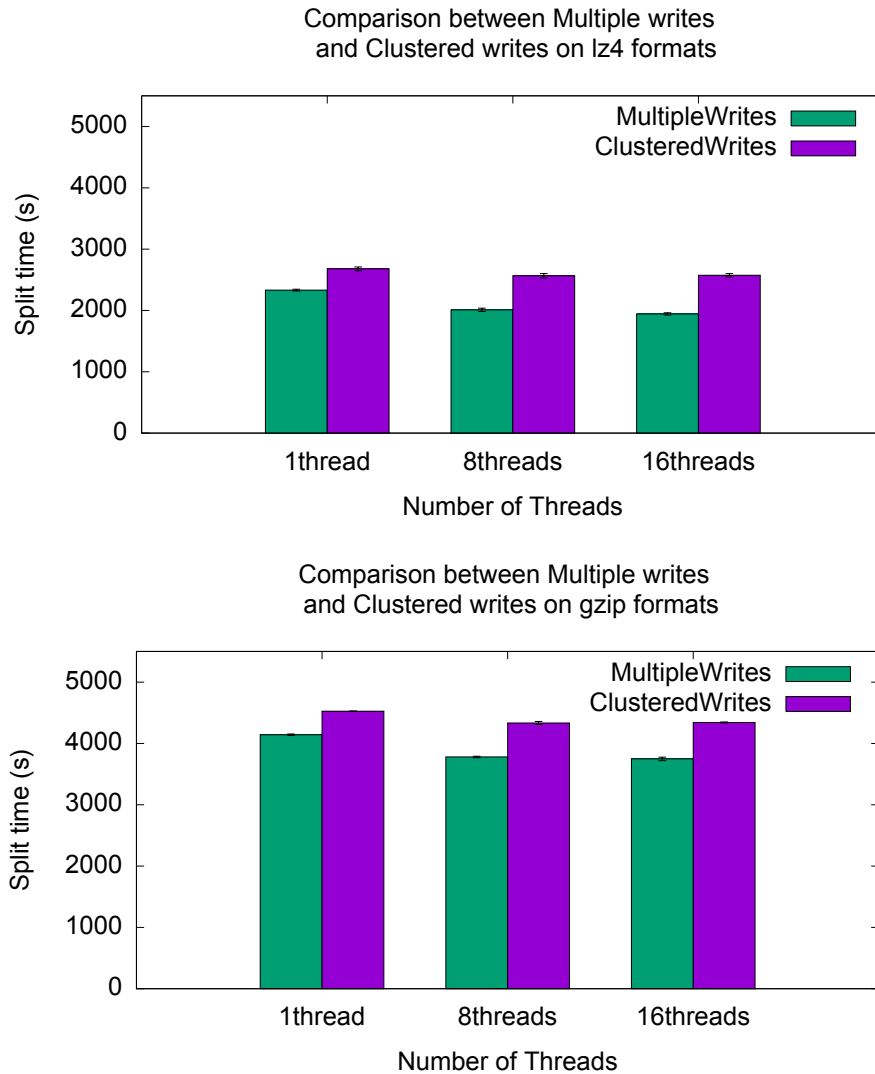 Comparison between Multiple writes
and Clustered writes on lz4 formats
5000
4000
3000
2000
1000
0
Split time (s)
MultipleWrites
ClusteredWrites
1thread
8threads
16threads
Number of Threads
Comparison between Multiple writes
and Clustered writes on gzip formats
5000
4000
3000
2000
1000
0
Split time (s)
MultipleWrites
ClusteredWrites
1thread
8threads
16threads
Number of Threads